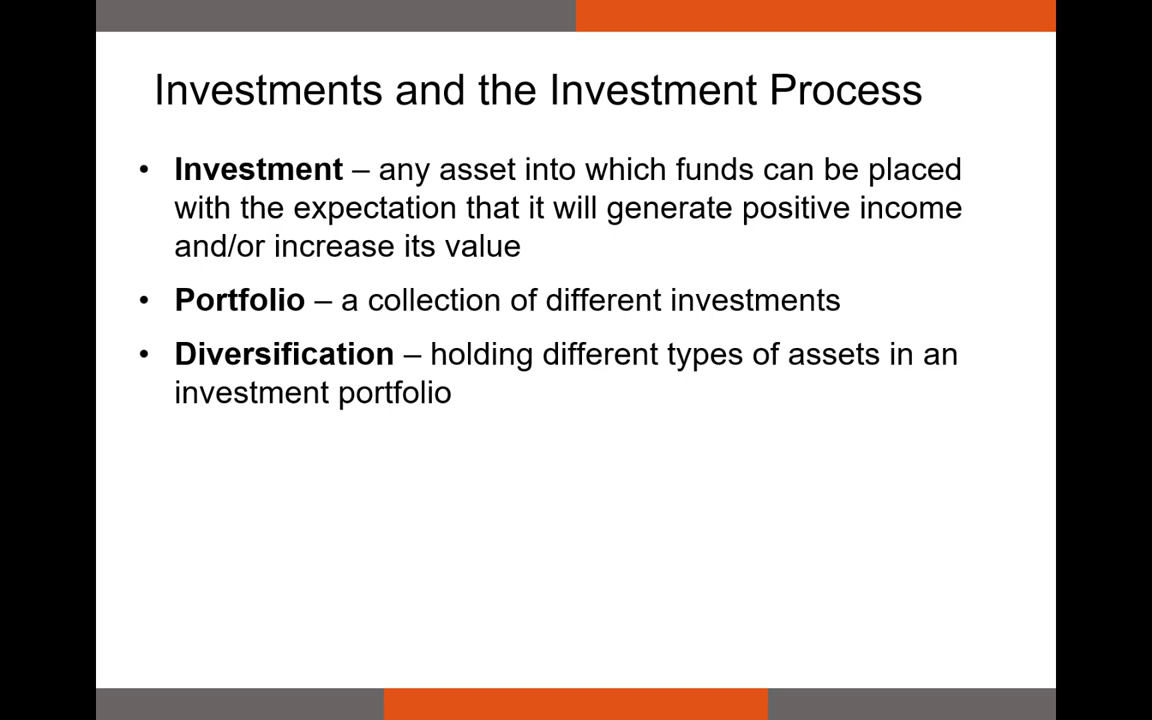 Investments and the Investment Process
• Investment – any asset into which funds can be placed
with the expectation that it will generate positive income
and/or increase its value
• Portfolio – a collection of different investments
• Diversification – holding different types of assets in an
investment portfolio